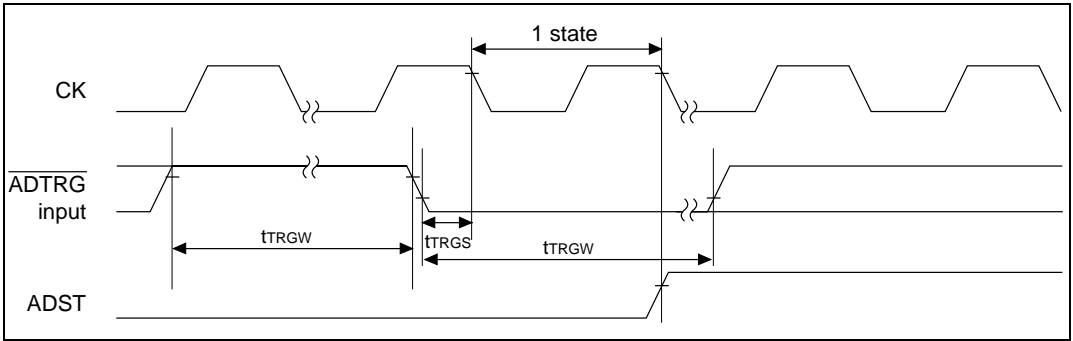 1 state
CK
ADTRG
input
tTRGW
tTRGS
tTRGW
ADST